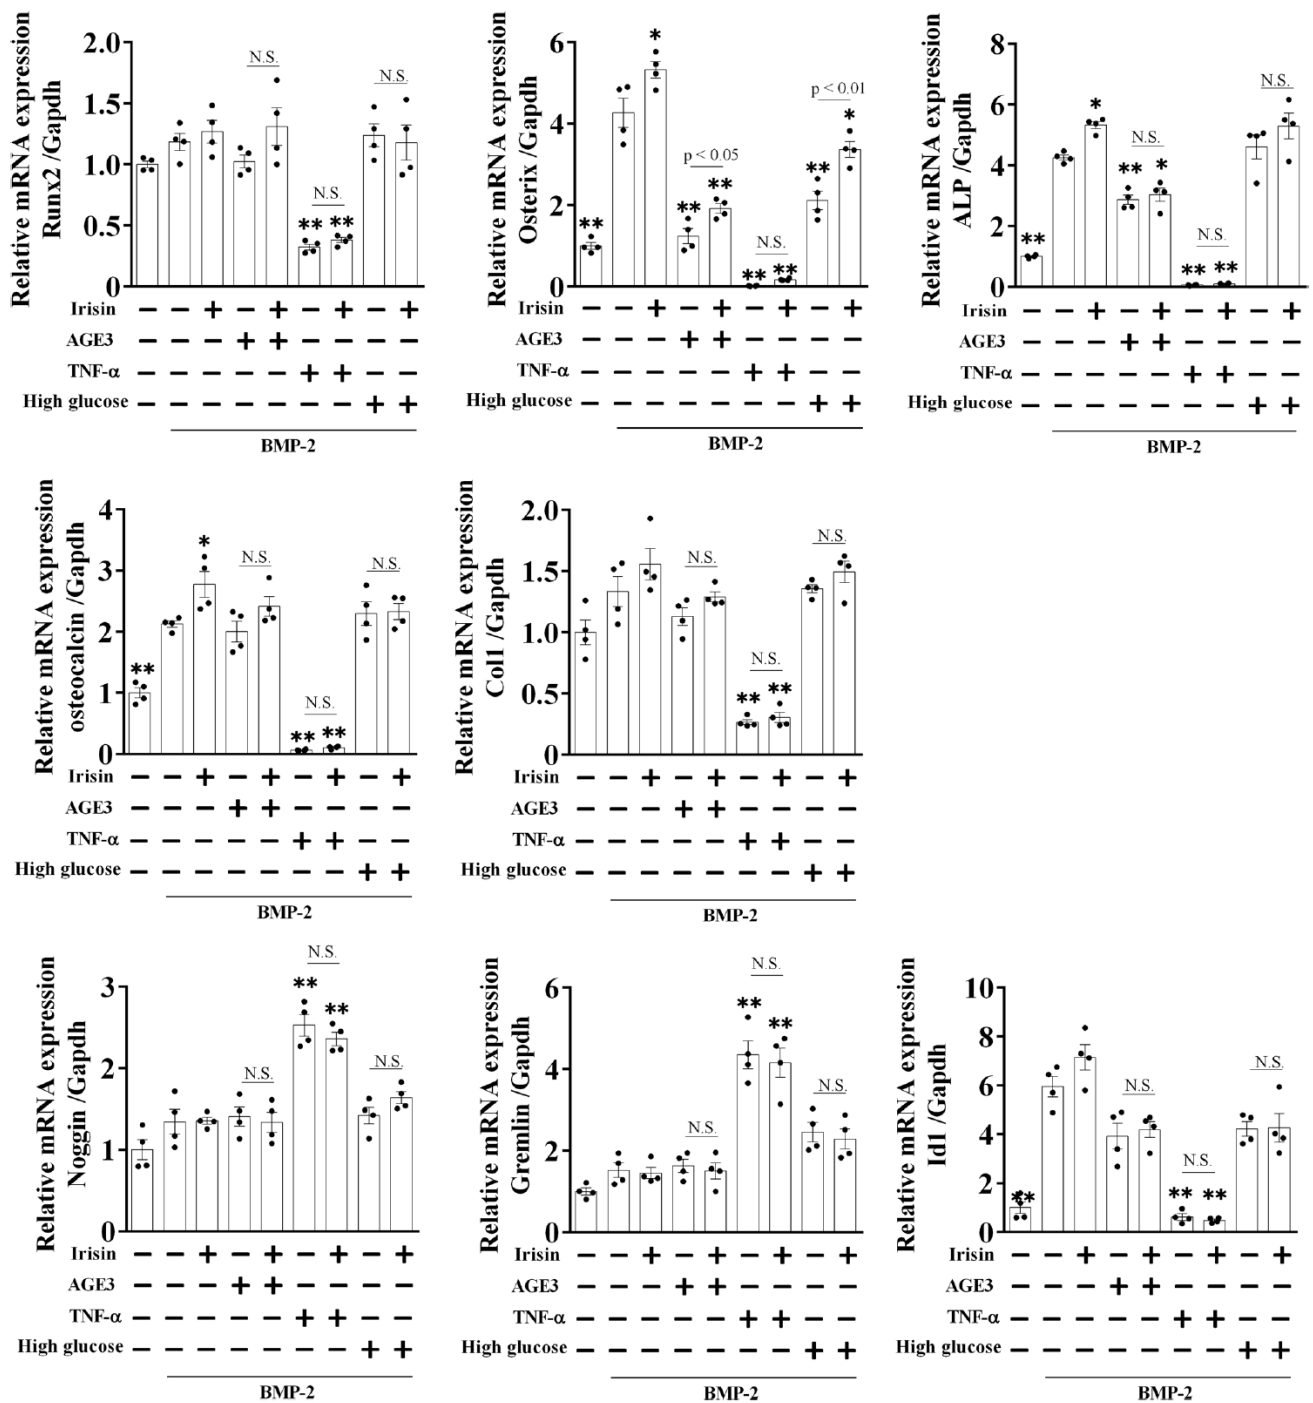 Relative mRNA expression
Runx2 /Gapdh
2.0
1.5
1.0
0.5
0
N.S.
N.S.
N.S.
** **
Irisin − − + − + − + − +
AGE3 − − − + + − − − −
TNF-α − − − − − + + − −
High glucose − − − − − − − + +
BMP-2
Relative mRNA expression
Osterix /Gapdh
6
4
2
0
*
p < 0.01
*
p < 0.05
** ** ** **
N.S.
** **
Irisin − − + − + − + − +
AGE3 − − − + + − − − −
TNF-α − − − − − + + − −
High glucose − − − − − − − + +
BMP-2
Relative mRNA expression
ALP /Gapdh
8
6
4
2
0
N.S.
*
N.S.
** ** *
N.S.
** **
Irisin − − + − + − + − +
AGE3 − − − + + − − − −
TNF-α − − − − − + + − −
High glucose − − − − − − − + +
BMP-2
Relative mRNA expression
osteocalcin /Gapdh
4
3
2
1
0
*
N.S.
N.S.
**
N.S.
** **
Irisin − − + − + − + − +
AGE3 − − − + + − − − −
TNF-α − − − − − + + − −
High glucose − − − − − − − + +
BMP-2
Relative mRNA expression
Col1 /Gapdh
2.0
1.5
1.0
0.5
0
N.S.
N.S.
N.S.
** **
Irisin − − + − + − + − +
AGE3 − − − + + − − − −
TNF-α − − − − − + + − −
High glucose − − − − − − − + +
BMP-2
Relative mRNA expression
Noggin /Gapdh
3
2
1
0
N.S.
** **
N.S.
N.S.
Irisin − − + − + − + − +
AGE3 − − − + + − − − −
TNF-α − − − − − + + − −
High glucose − − − − − − − + +
BMP-2
Relative mRNA expression
Gremlin /Gapdh
6
4
2
0
N.S.
** **
N.S.
N.S.
Irisin − − + − + − + − +
AGE3 − − − + + − − − −
TNF-α − − − − − + + − −
High glucose − − − − − − − + +
BMP-2
Relative mRNA expression
Id1 /Gapdh
10
8
6
4
2
0
N.S.
N.S.
N.S.
** ** **
Irisin − − + − + − + − +
AGE3 − − − + + − − − −
TNF-α − − − − − + + − −
High glucose − − − − − − − + +
BMP-2